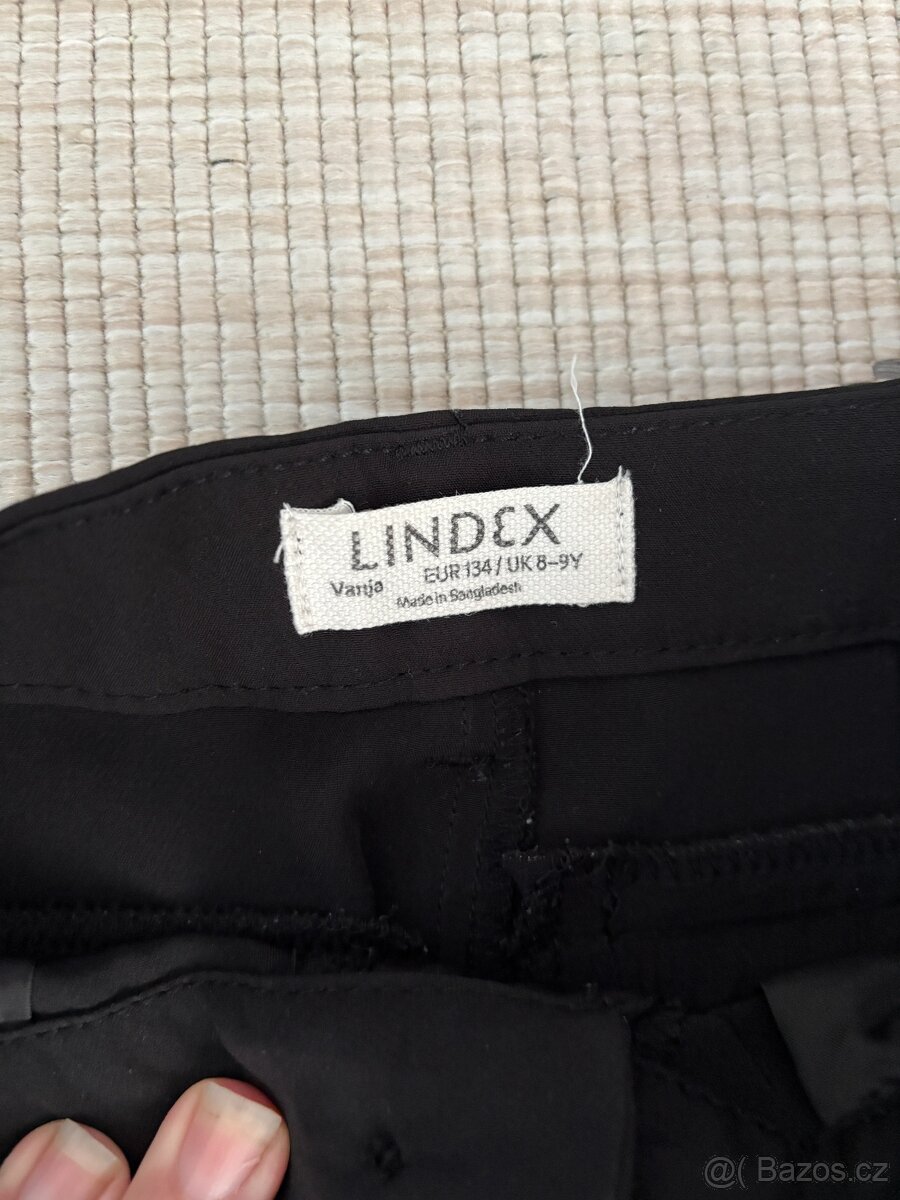 LINDEX
EUR 134 / UK 8-9Y
Vanja
Made in Bangladesh
@( Bazos.cz